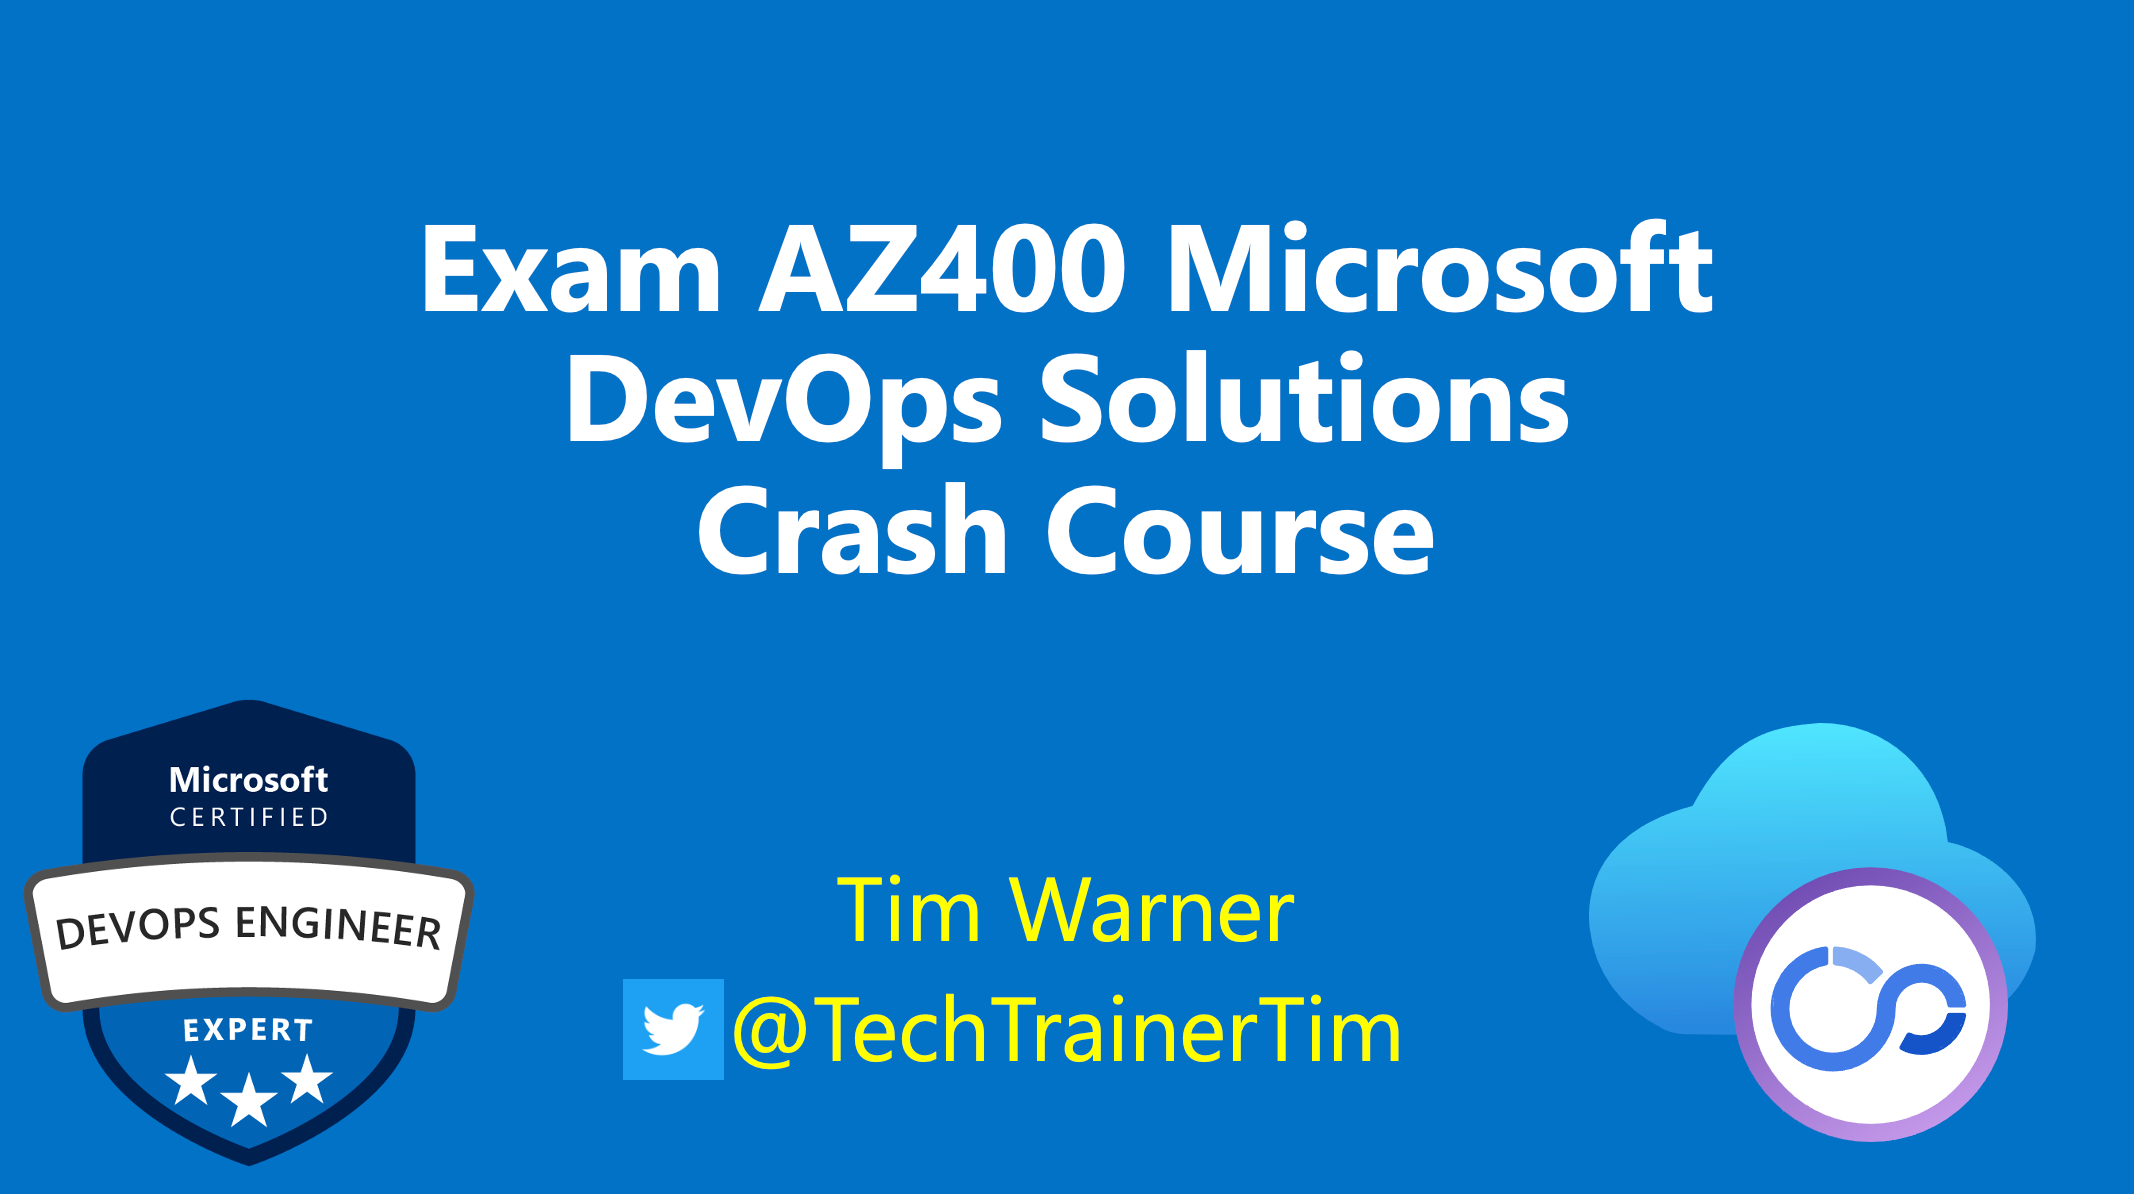 Exam AZ400 Microsoft
DevOps Solutions
Crash Course
Microsoft
CERTIFIED
DEVOPS ENGINEER
EXPERT
Tim Warner
@TechTrainerTim